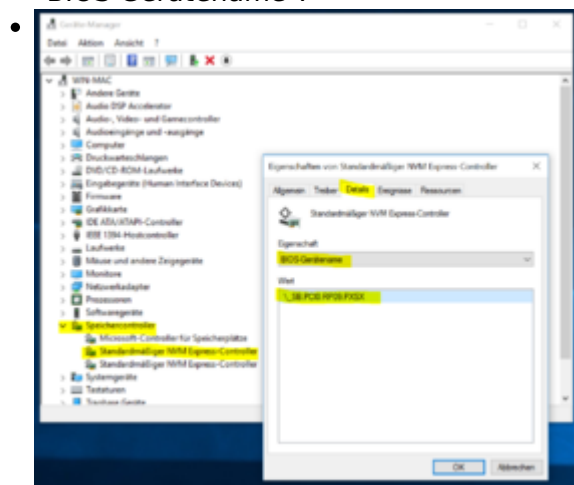 BIOS-Gerätename".
Geräte-Manager
Datei Aktion Ansicht ?
WIN-MAC
Andere Geräte
Audio DSP Accelerator
Audio-, Video- und Gamecontroller
Audioeingänge und -ausgänge
Computer
Druckwarteschlangen
DVD/CD-ROM-Laufwerke
Eingabegeräte (Human Interface Devices)
Firmware
Grafikkarte
IDE ATA/ATAPI-Controller
IEEE 1394-Hostcontroller
Laufwerke
Mäuse und andere Zeigegeräte
Monitore
Netzwerkadapter
Prozessoren
Softwaregeräte
Speichercontroller
Microsoft-Controller für Speicherplätze
Standardmäßiger NVM Express-Controller
Standardmäßiger NVM Express-Controller
Systemgeräte
Tastaturen
Eigenschaften von Standardmäßiger NVM Express-Controller
Allgemein Treiber Details Ereignisse Ressourcen
Standardmäßiger NVM Express-Controller
Eigenschaft
BIOS-Gerätename
Wert
\_SB.PCI0.RP09.PXSX
OK Abbrechen